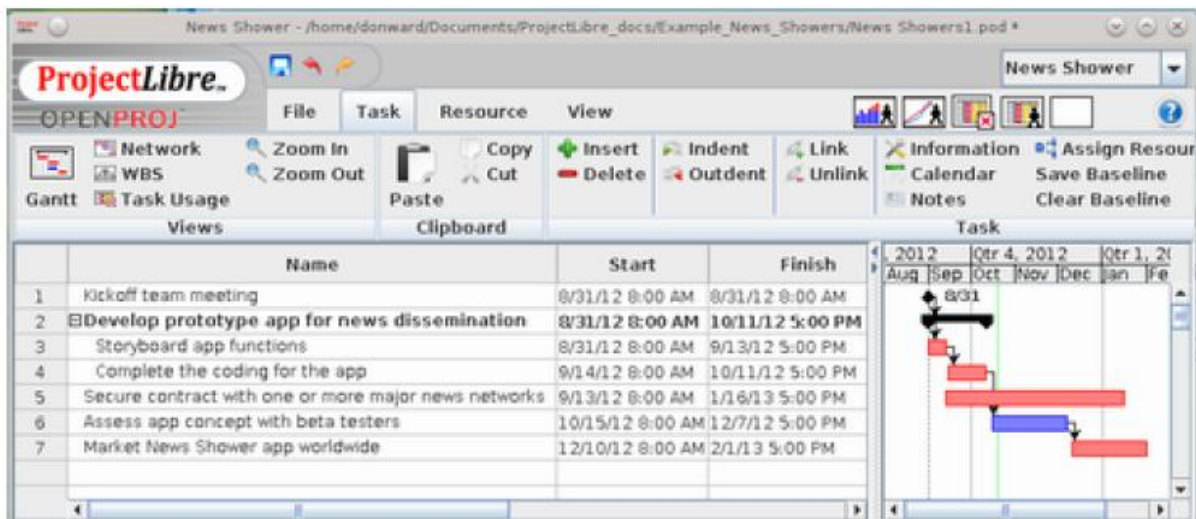 News Shower - /home/donward/Documents/ProjectLibre_docs/Example_News_Showers/News Showers1.pod *
ProjectLibre
News Shower
OPENPROJ
File Task Resource View
Network Zoom In Copy Insert Indent Link Information Assign Resour
WBS Zoom Out Cut Delete Outdent Unlink Calendar Save Baseline
Gantt Task Usage Paste Notes Clear Baseline
Views Clipboard Task
Name Start Finish , 2012 Qtr 4, 2012 Qtr 1, 20
Aug Sep Oct Nov Dec Jan Fe
1 Kickoff team meeting 8/31/12 8:00 AM 8/31/12 8:00 AM 8/31
2 Develop prototype app for news dissemination 8/31/12 8:00 AM 10/11/12 5:00 PM
3 Storyboard app functions 8/31/12 8:00 AM 9/13/12 5:00 PM
4 Complete the coding for the app 9/14/12 8:00 AM 10/11/12 5:00 PM
5 Secure contract with one or more major news networks 9/13/12 8:00 AM 1/16/13 5:00 PM
6 Assess app concept with beta testers 10/15/12 8:00 AM 12/7/12 5:00 PM
7 Market News Shower app worldwide 12/10/12 8:00 AM 2/1/13 5:00 PM